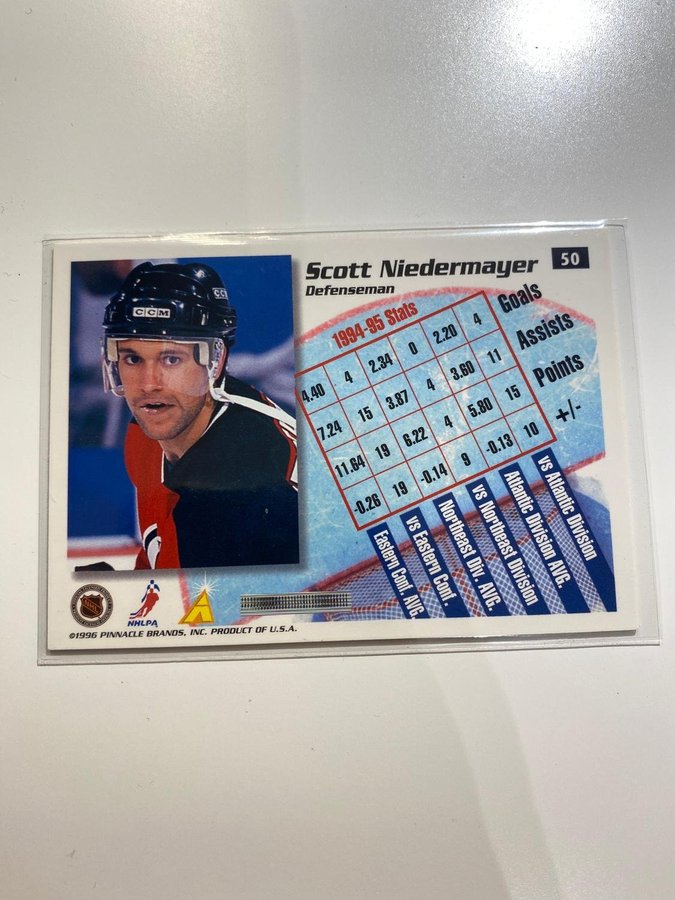 Scott Niedermayer
50
Defenseman
CCM
CCM
1994-95 Stats
4.40 4 2.34 0 2.20 4 Goals
7.24 15 3.87 4 3.60 11 Assists
11.64 19 6.22 4 5.80 15 Points
-0.26 19 -0.14 9 -0.13 10 +/-
Eastern Conf. AVG.
vs Eastern Conf.
Northeast Div. AVG.
vs Northeast Division
Atlantic Division AVG.
vs Atlantic Division
NHL
NHLPA
©1996 PINNACLE BRANDS, INC. PRODUCT OF U.S.A.